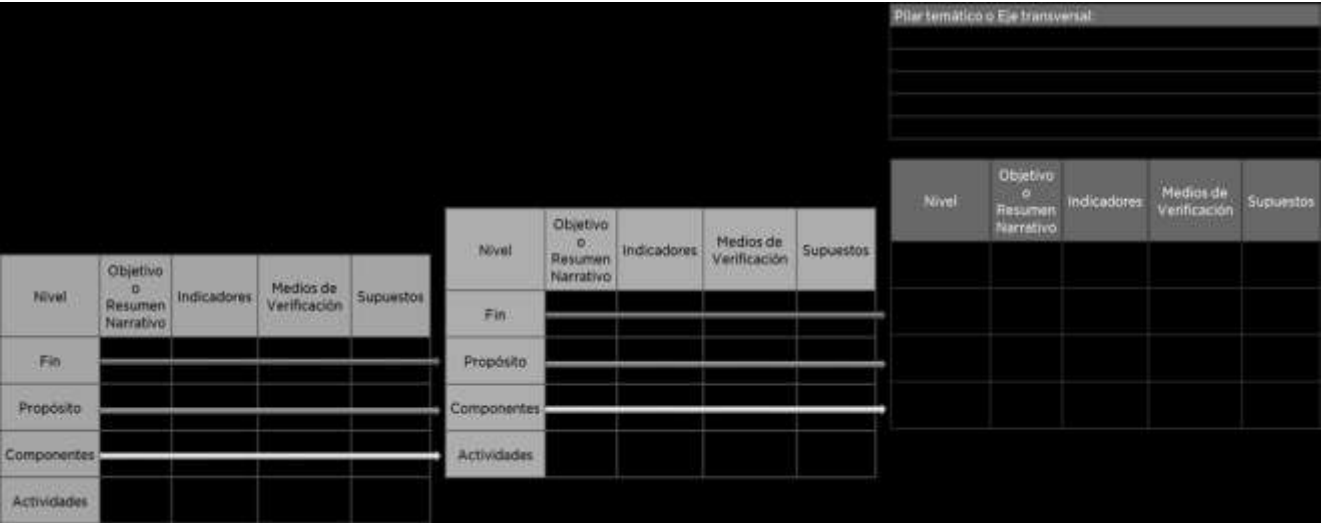 Pilar temático o Eje transversal:
Nivel
Objetivo
o
Resumen
Narrativo
Indicadores
Medios de
Verificación
Supuestos
Nivel
Objetivo
o
Resumen
Narrativo
Indicadores
Medios de
Verificación
Supuestos
Fin
Propósito
Componentes
Actividades
Nivel
Objetivo
o
Resumen
Narrativo
Indicadores
Medios de
Verificación
Supuestos
Fin
Propósito
Componentes
Actividades